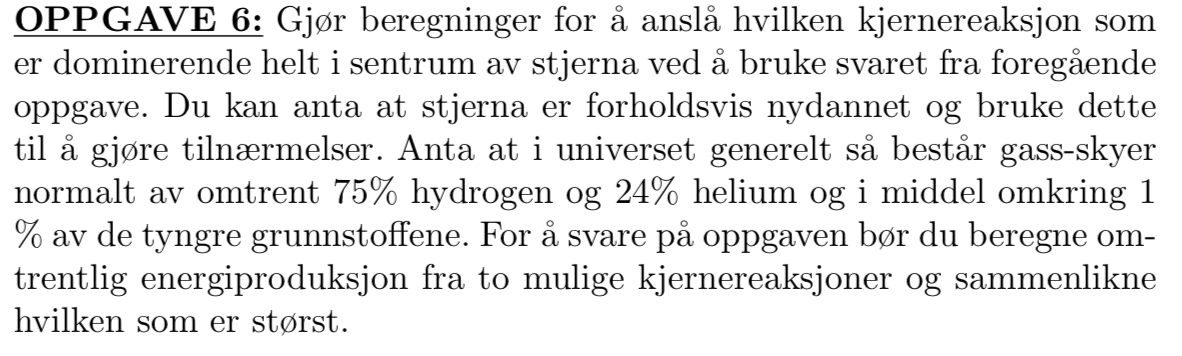 OPPGAVE 6: Gjør beregninger for å anslå hvilken kjernereaksjon som
er dominerende helt i sentrum av stjerna ved å bruke svaret fra foregående
oppgave. Du kan anta at stjerna er forholdsvis nydannet og bruke dette
til å gjøre tilnærmelser. Anta at i universet generelt så består gass-skyer
normalt av omtrent 75% hydrogen og 24% helium og i middel omkring 1
% av de tyngre grunnstoffene. For å svare på oppgaven bør du beregne om-
trentlig energiproduksjon fra to mulige kjernereaksjoner og sammenlikne
hvilken som er størst.